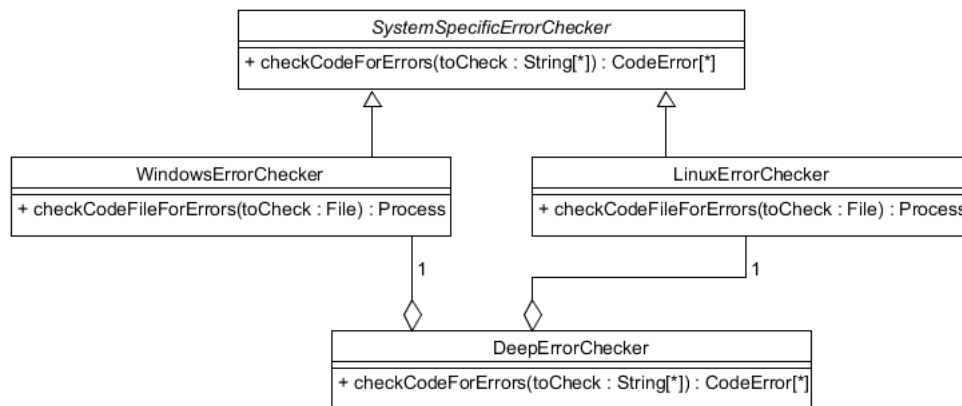 SystemSpecificErrorChecker
+ checkCodeForErrors(toCheck : String[*]) : CodeError[*]
WindowsErrorChecker
+ checkCodeFileForErrors(toCheck : File) : Process
LinuxErrorChecker
+ checkCodeFileForErrors(toCheck : File) : Process
1
1
DeepErrorChecker
+ checkCodeForErrors(toCheck : String[*]) : CodeError[*]